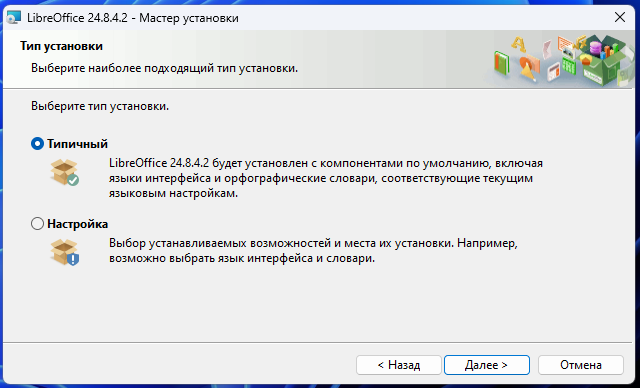 LibreOffice 24.8.4.2 - Мастер установки
Тип установки
Выберите наиболее подходящий тип установки.
Выберите тип установки.
Типичный
LibreOffice 24.8.4.2 будет установлен с компонентами по умолчанию, включая
языки интерфейса и орфографические словари, соответствующие текущим
языковым настройкам.
Настройка
Выбор устанавливаемых возможностей и места их установки. Например,
возможно выбрать язык интерфейса и словари.
< Назад
Далее >
Отмена